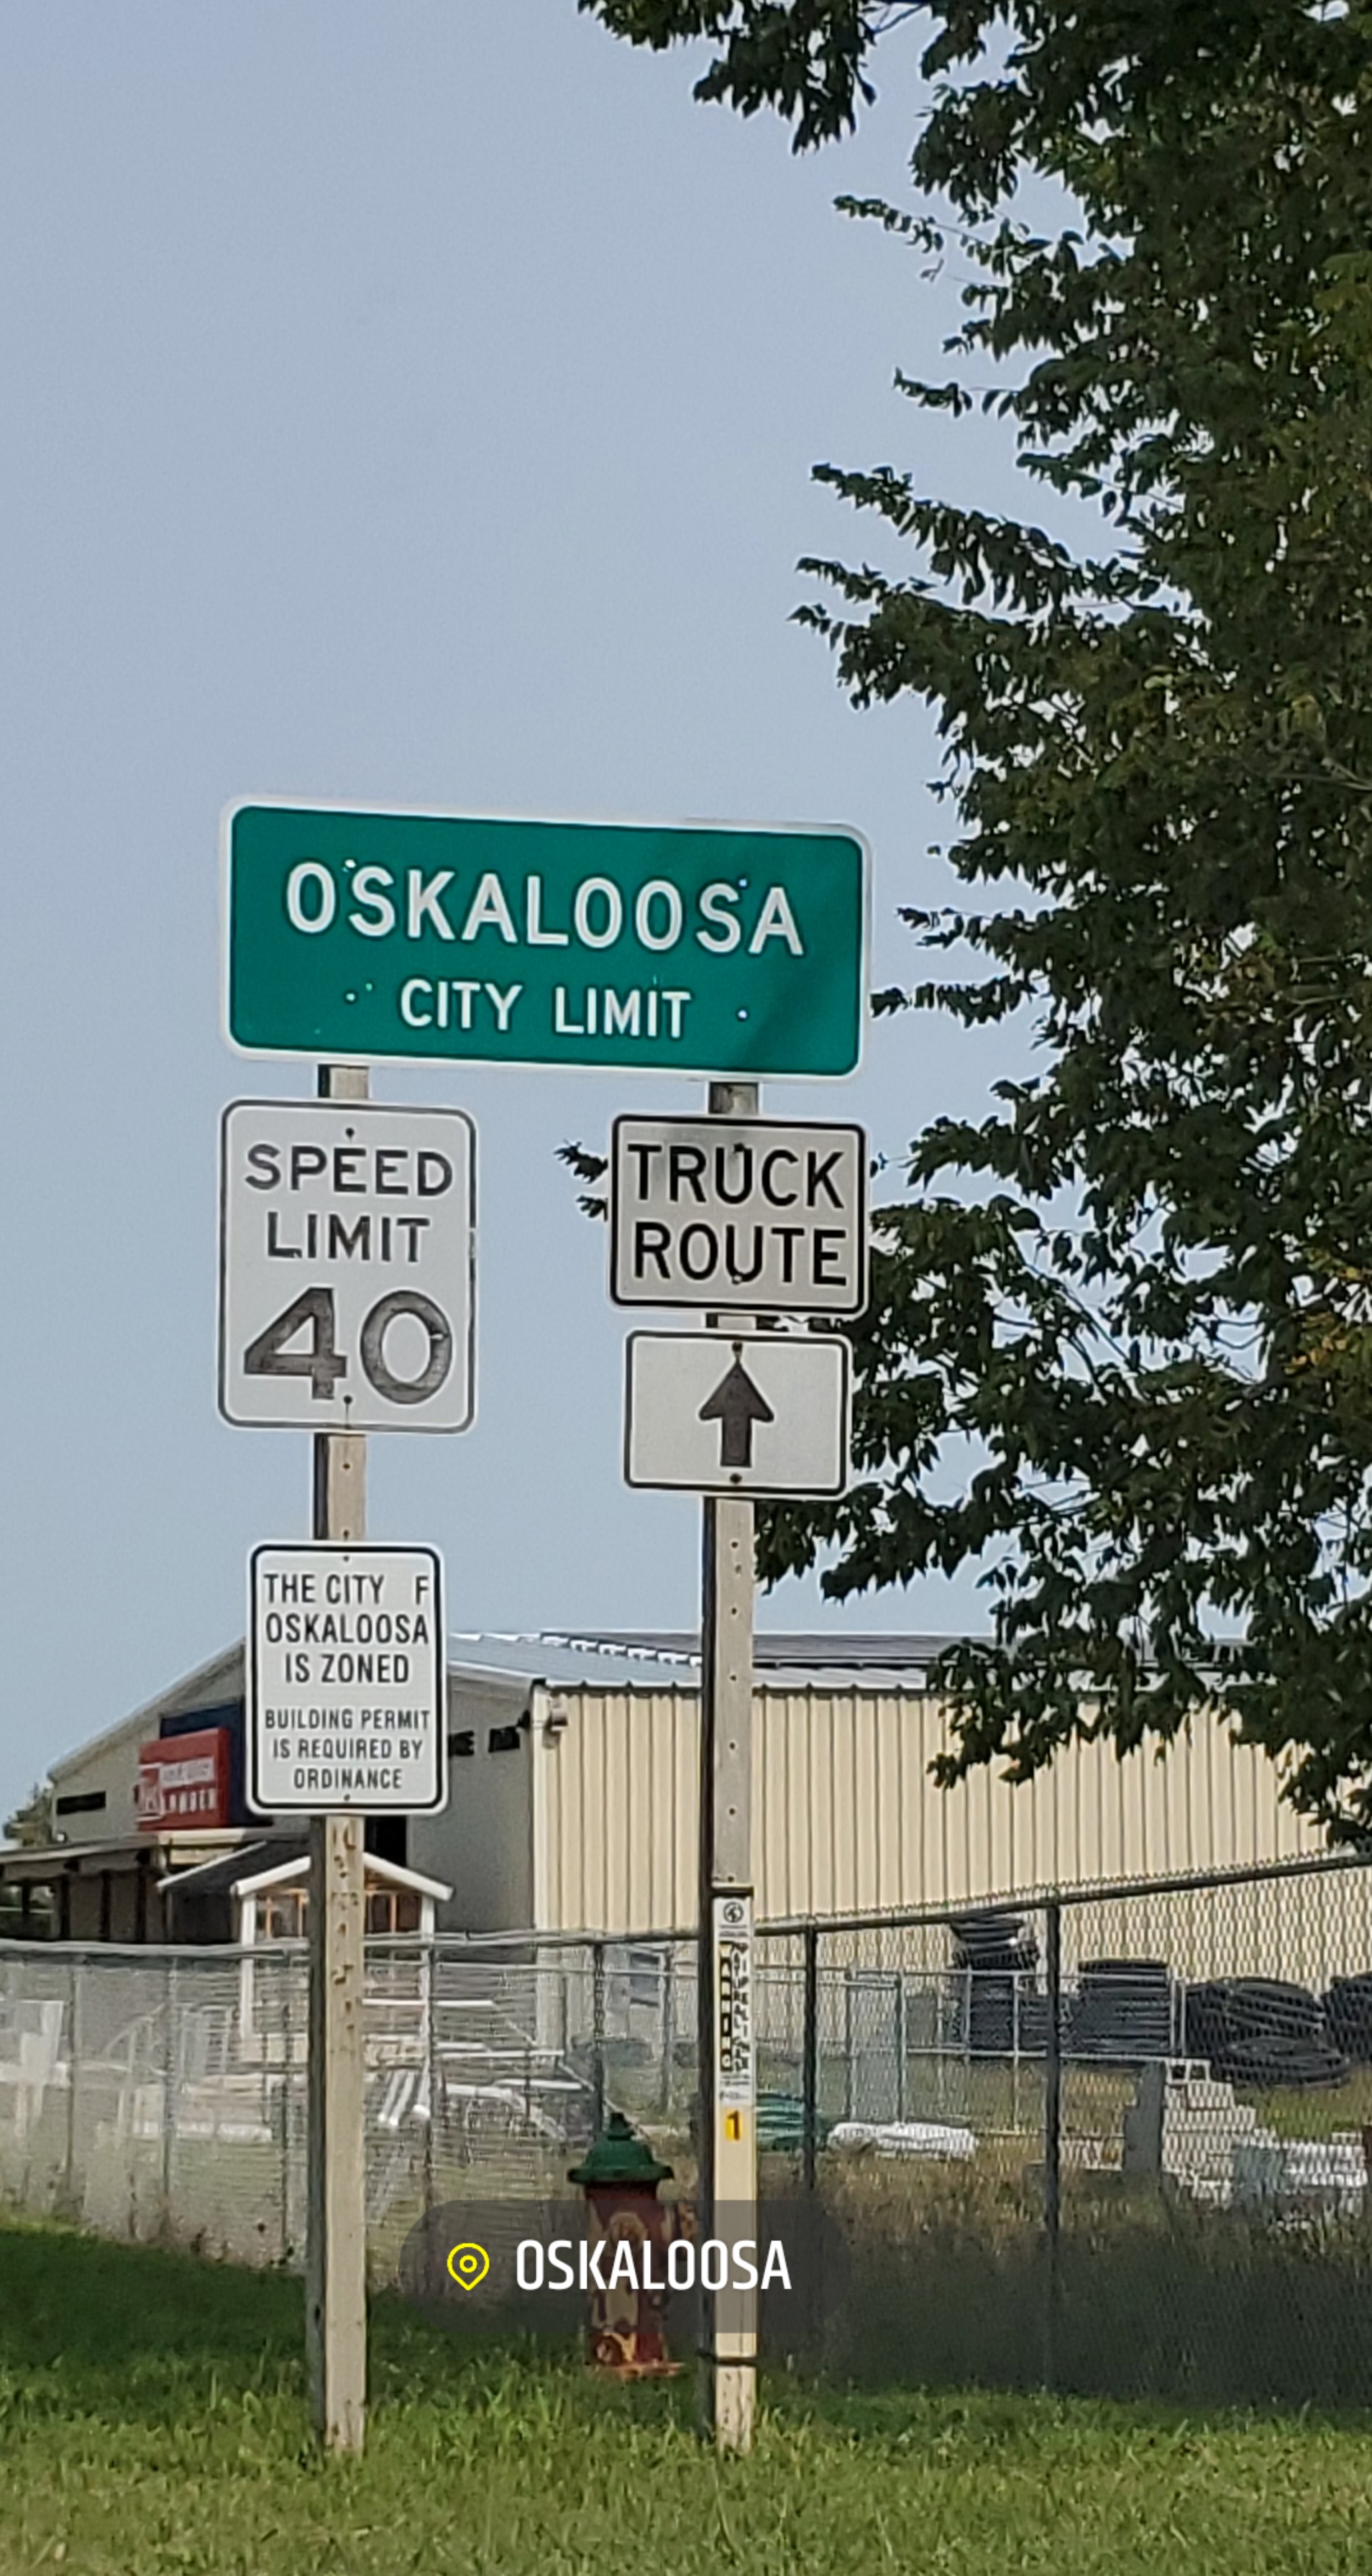 OSKALOOSA
CITY LIMIT
SPEED
LIMIT
40
TRUCK
ROUTE
THE CITY F
OSKALOOSA
IS ZONED
BUILDING PERMIT
IS REQUIRED BY
ORDINANCE
1
OSKALOOSA